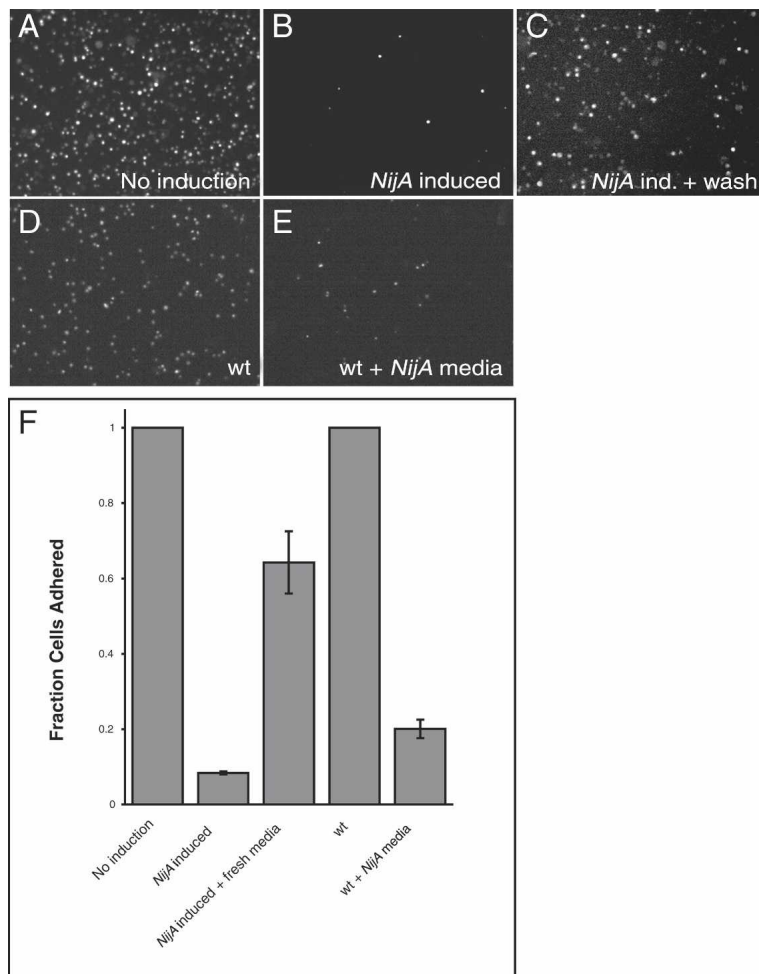 A
No induction
B
NijA induced
C
NijA ind. + wash
D
wt
E
wt + NijA media
F
Fraction Cells Adhered
1
0.8
0.6
0.4
0.2
0
No induction
NijA induced
NijA induced + fresh media
wt
wt + NijA media